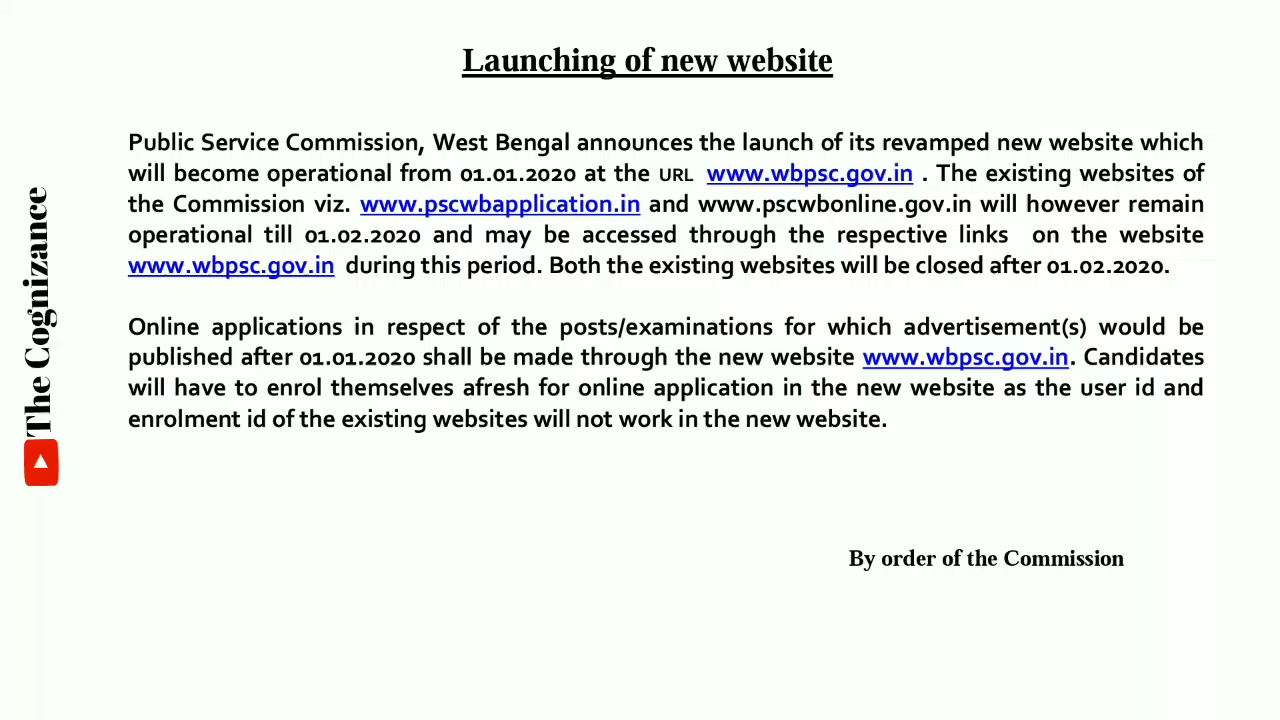 Launching of new website
Public Service Commission, West Bengal announces the launch of its revamped new website which
will become operational from 01.01.2020 at the URL www.wbpsc.gov.in . The existing websites of
the Commission viz. www.pscwbapplication.in and www.pscwbonline.gov.in will however remain
operational till 01.02.2020 and may be accessed through the respective links on the website
www.wbpsc.gov.in during this period. Both the existing websites will be closed after 01.02.2020.
Online applications in respect of the posts/examinations for which advertisement(s) would be
published after 01.01.2020 shall be made through the new website www.wbpsc.gov.in. Candidates
will have to enrol themselves afresh for online application in the new website as the user id and
enrolment id of the existing websites will not work in the new website.
By order of the Commission
The Cognizance